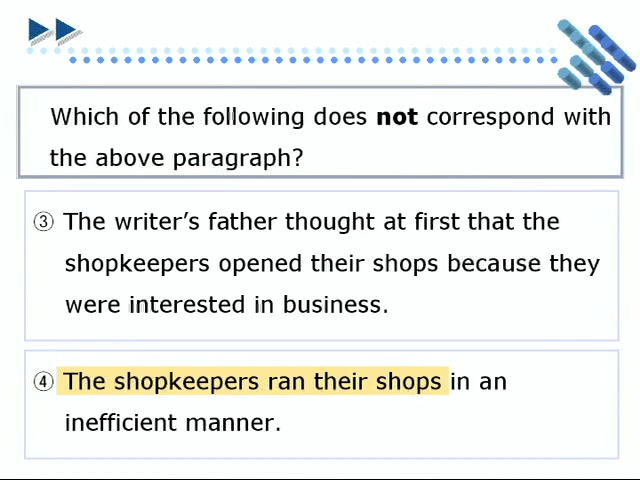 Which of the following does not correspond with
the above paragraph?
③ The writer’s father thought at first that the
shopkeepers opened their shops because they
were interested in business.
④ The shopkeepers ran their shops in an
inefficient manner.